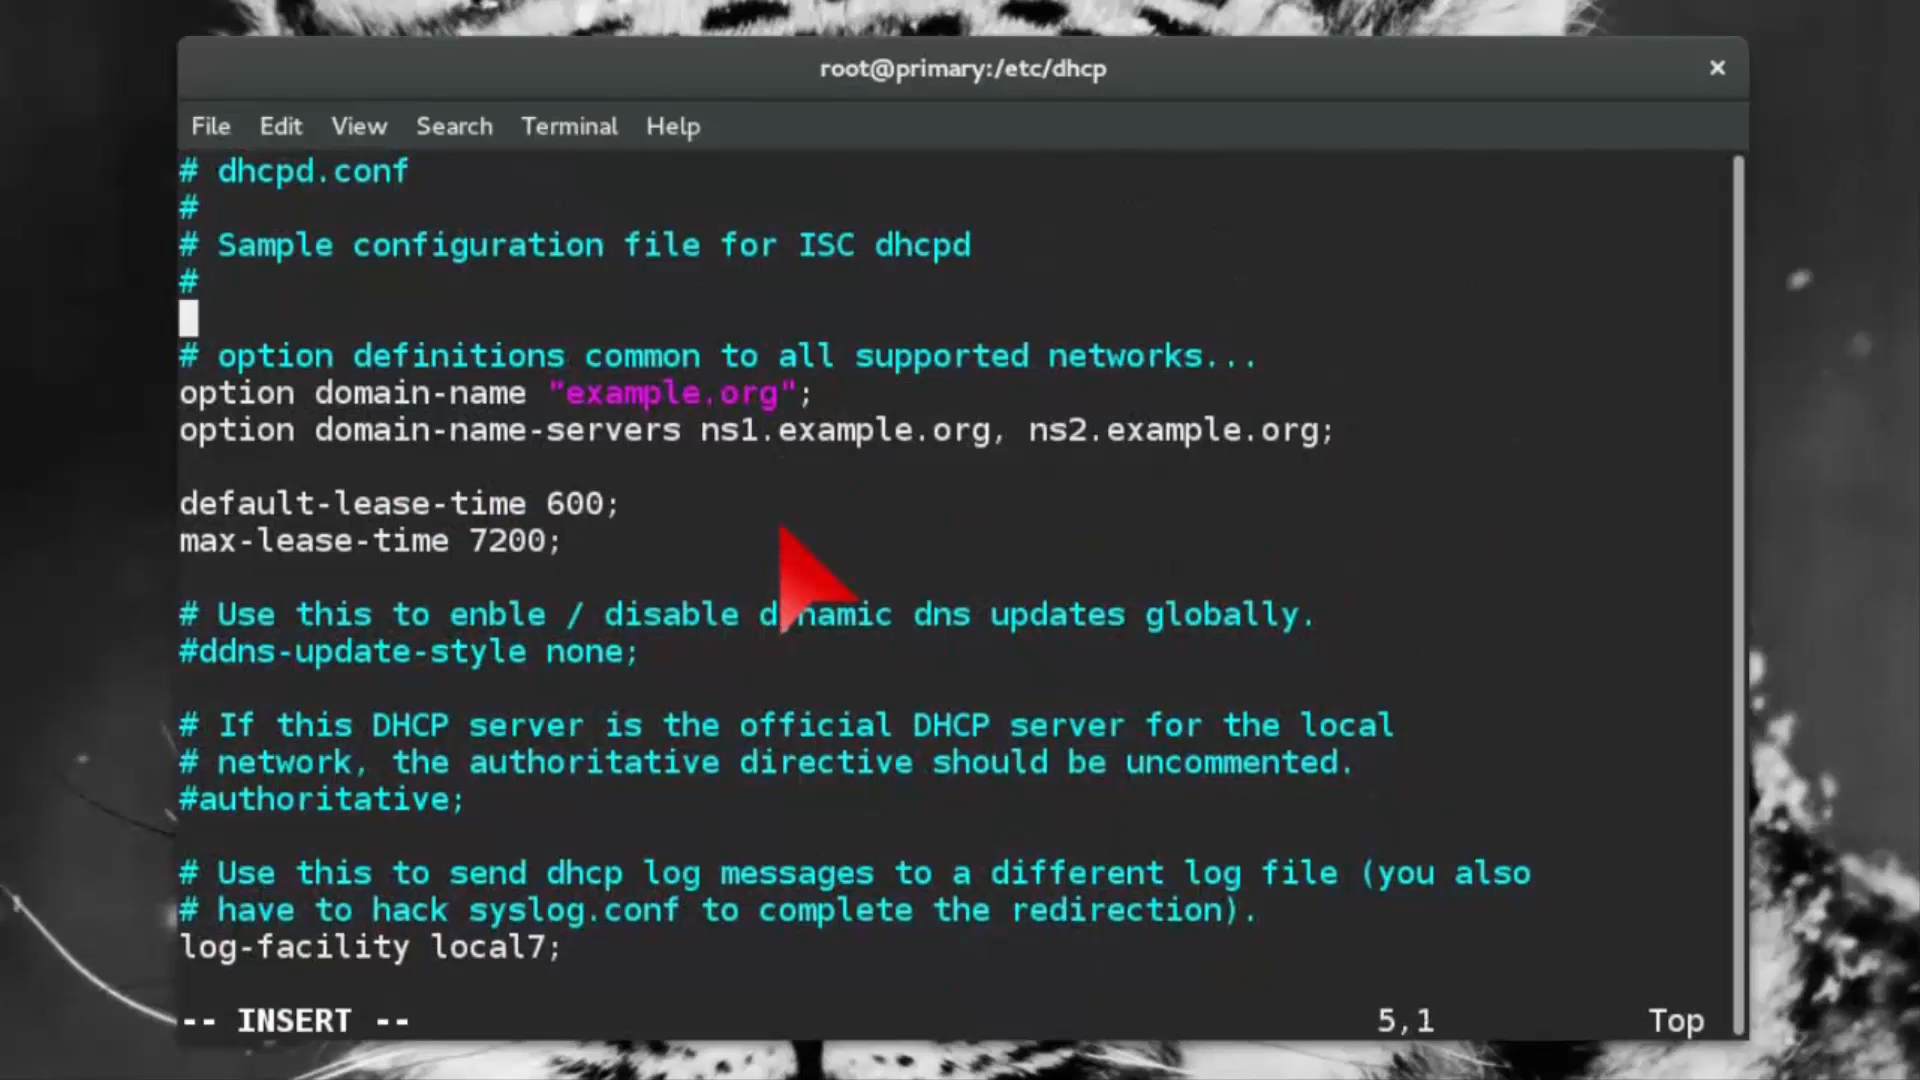 root@primary:/etc/dhcp
File Edit View Search Terminal Help
# dhcpd.conf
#
# Sample configuration file for ISC dhcpd
#
# option definitions common to all supported networks...
option domain-name "example.org";
option domain-name-servers ns1.example.org, ns2.example.org;
default-lease-time 600;
max-lease-time 7200;
# Use this to enble / disable dynamic dns updates globally.
#ddns-update-style none;
# If this DHCP server is the official DHCP server for the local
# network, the authoritative directive should be uncommented.
#authoritative;
# Use this to send dhcp log messages to a different log file (you also
# have to hack syslog.conf to complete the redirection).
log-facility local7;
-- INSERT -- 5,1 Top